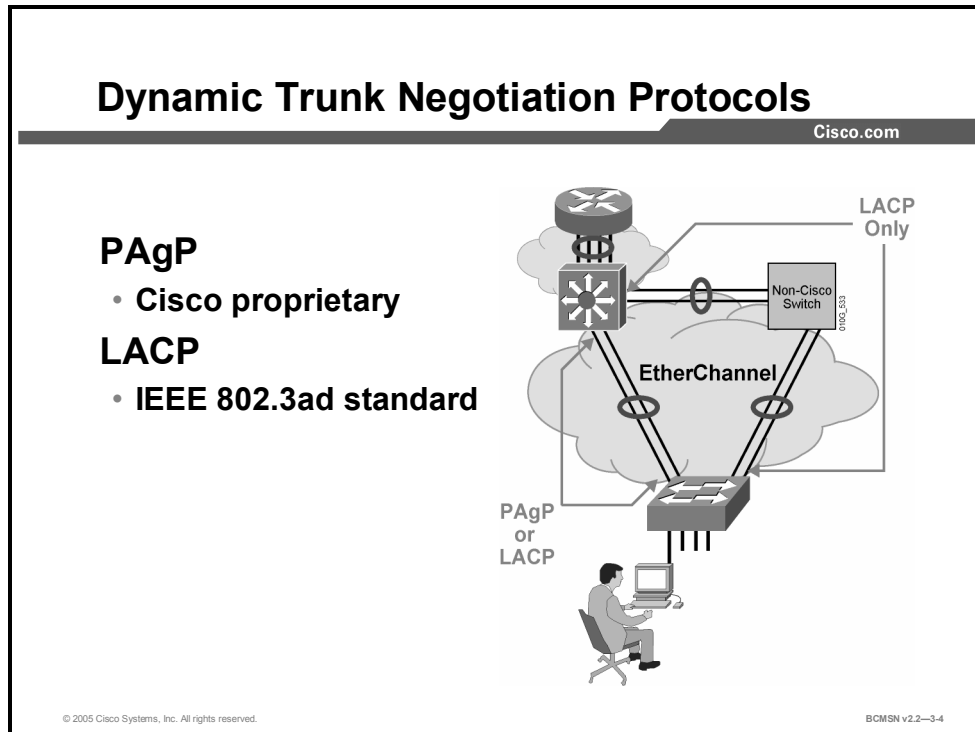 Dynamic Trunk Negotiation Protocols
Cisco.com
PAgP
• Cisco proprietary
LACP
• IEEE 802.3ad standard
LACP
Only
Non-Cisco
Switch
010G_533
EtherChannel
PAgP
or
LACP
© 2005 Cisco Systems, Inc. All rights reserved.
BCMSN v2.2—3-4